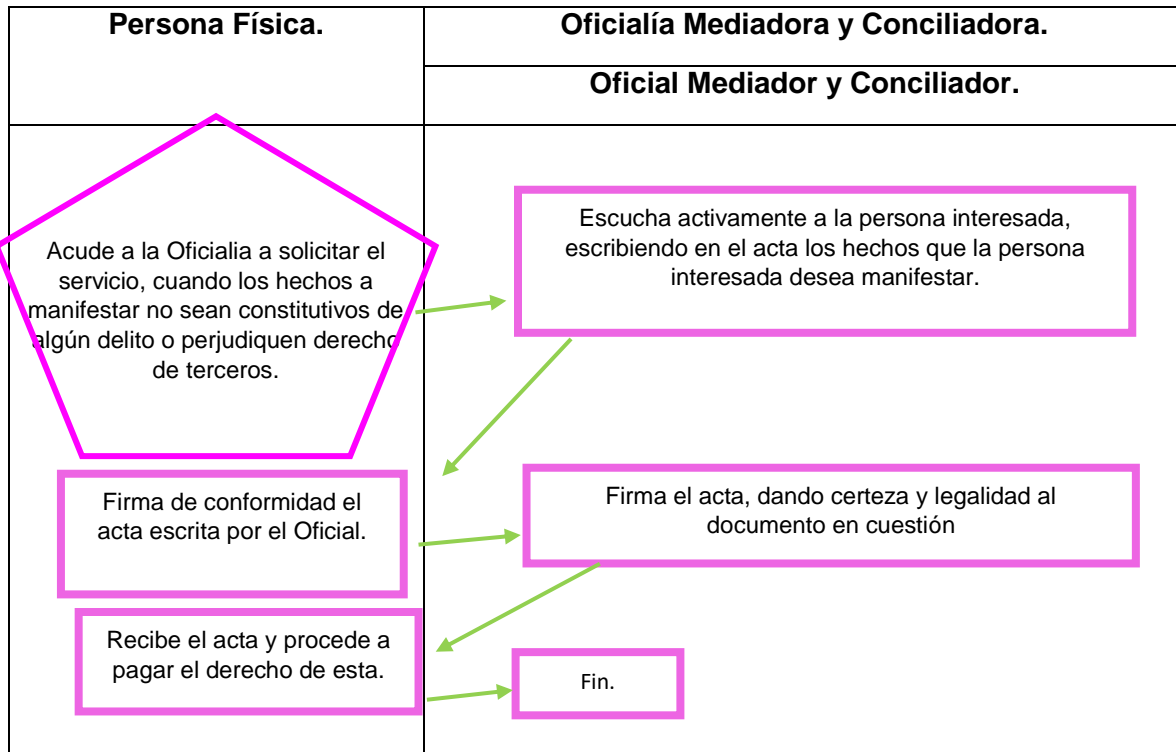 Persona Física.
Oficialía Mediadora y Conciliadora.
Oficial Mediador y Conciliador.
Acude a la Oficialia a solicitar el
servicio, cuando los hechos a
manifestar no sean constitutivos de
algún delito o perjudiquen derecho
de terceros.
Escucha activamente a la persona interesada,
escribiendo en el acta los hechos que la persona
interesada desea manifestar.
Firma de conformidad el
acta escrita por el Oficial.
Firma el acta, dando certeza y legalidad al
documento en cuestión
Recibe el acta y procede a
pagar el derecho de esta.
Fin.